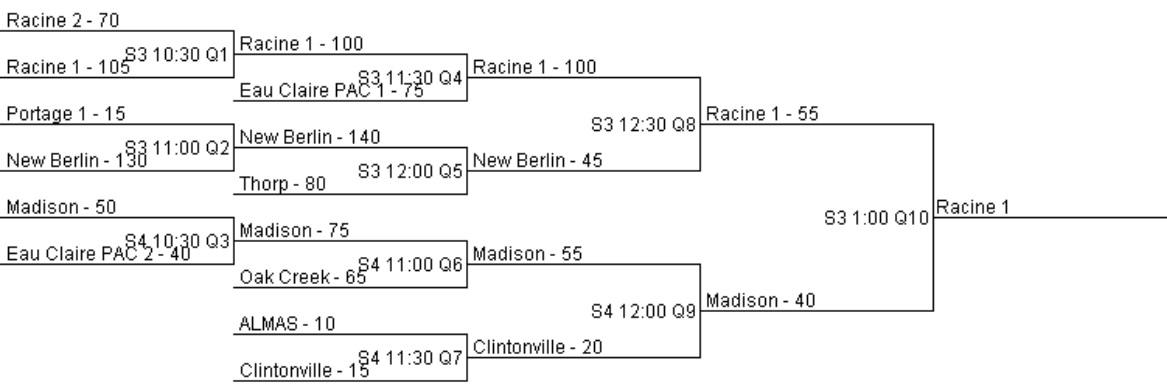 Racine 2 - 70
S3 10:30 Q1
Racine 1 - 105
Racine 1 - 100
S3 11:30 Q4
Eau Claire PAC 1 - 75
Racine 1 - 100
Portage 1 - 15
S3 11:00 Q2
New Berlin - 130
New Berlin - 140
S3 12:00 Q5
Thorp - 80
New Berlin - 45
S3 12:30 Q8
Racine 1 - 55
Madison - 50
S4 10:30 Q3
Eau Claire PAC 2 - 40
Madison - 75
S4 11:00 Q6
Oak Creek - 65
Madison - 55
ALMAS - 10
S4 11:30 Q7
Clintonville - 15
Clintonville - 20
S4 12:00 Q9
Madison - 40
S3 1:00 Q10
Racine 1